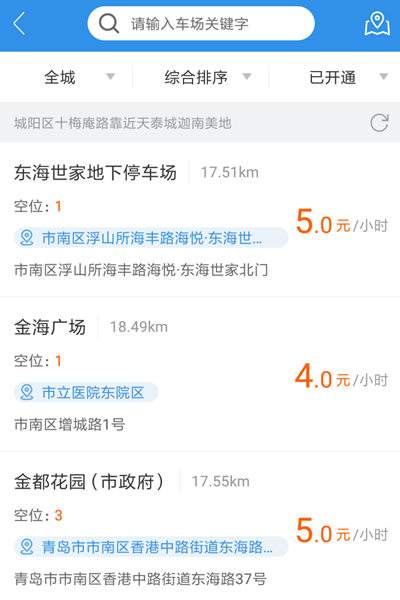 请输入车场关键字
全城 综合排序 已开通
城阳区十梅庵路靠近天泰城迦南美地
东海世家地下停车场 17.51km
空位：1
5.0元/小时
市南区浮山所海丰路海悦·东海世...
市南区浮山所海丰路海悦·东海世家北门
金海广场 18.49km
空位：1
4.0元/小时
市立医院东院区
市南区增城路1号
金都花园（市政府） 17.55km
空位：3
5.0元/小时
青岛市市南区香港中路街道东海路...
青岛市市南区香港中路街道东海路37号